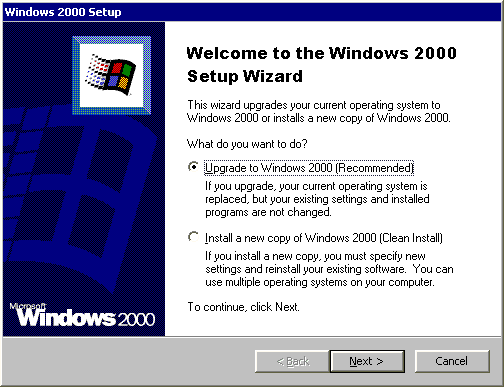 Windows 2000 Setup
Welcome to the Windows 2000
Setup Wizard
This wizard upgrades your current operating system to
Windows 2000 or installs a new copy of Windows 2000.
What do you want to do?
Upgrade to Windows 2000 (Recommended)
If you upgrade, your current operating system is
replaced, but your existing settings and installed
programs are not changed.
Install a new copy of Windows 2000 (Clean Install)
If you install a new copy, you must specify new
settings and reinstall your existing software. You can
use multiple operating systems on your computer.
To continue, click Next.
Microsoft
Windows 2000
< Back
Next >
Cancel